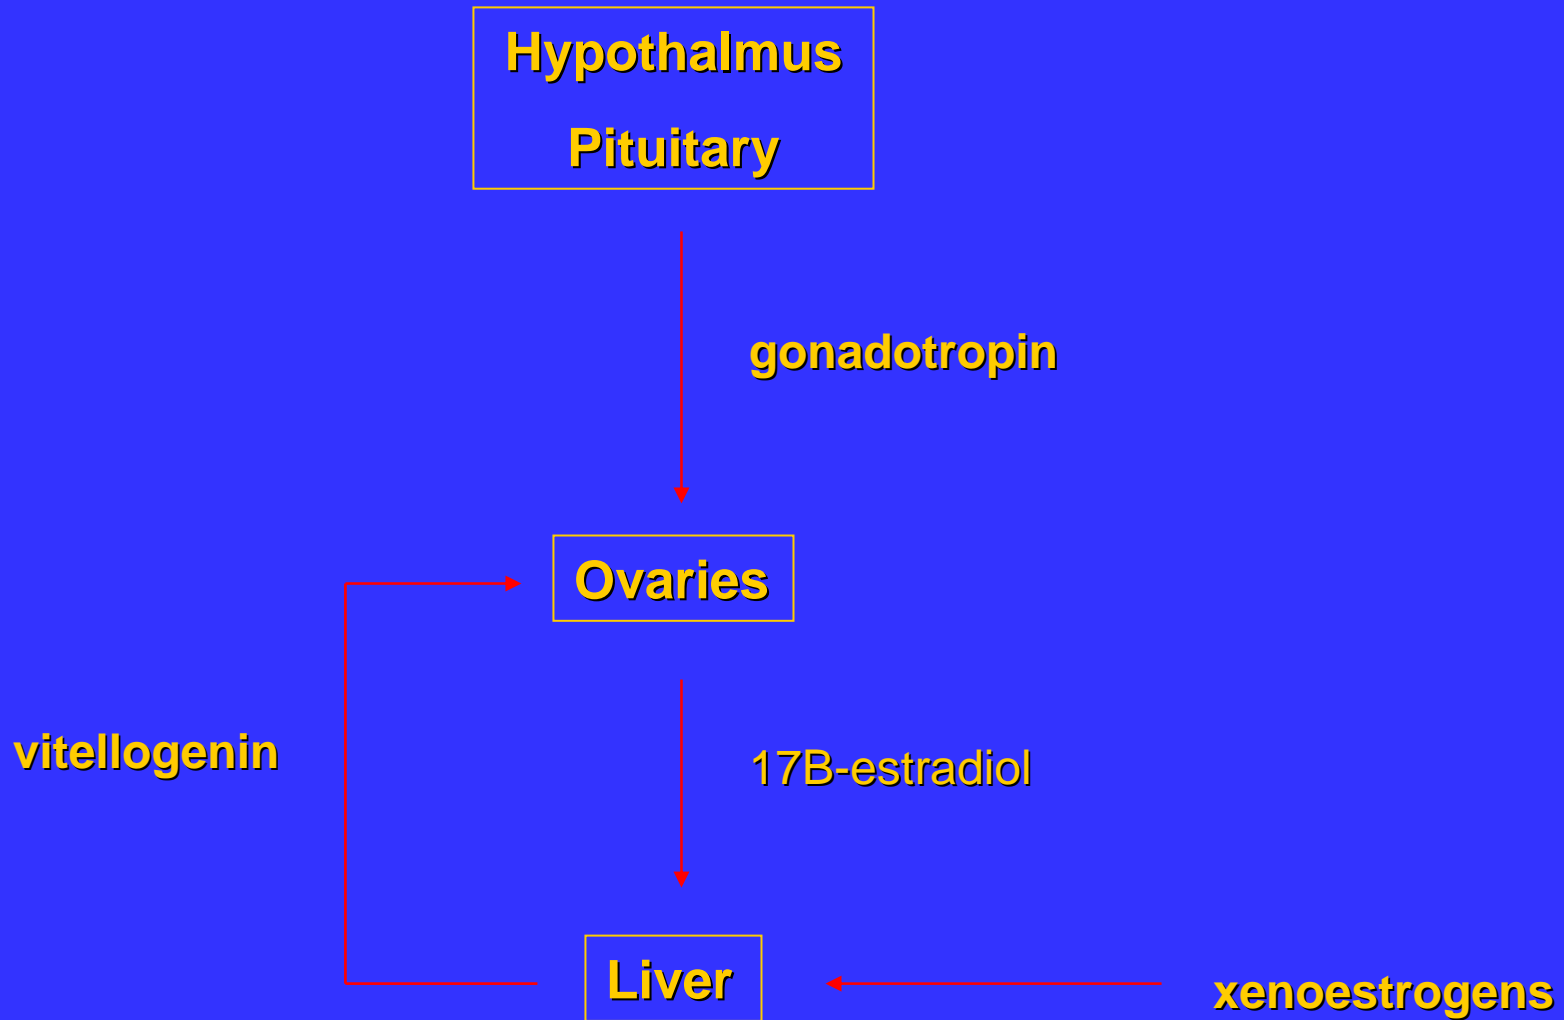 Hypothalmus
Pituitary
gonadotropin
Ovaries
vitellogenin
17B-estradiol
Liver
xenoestrogens